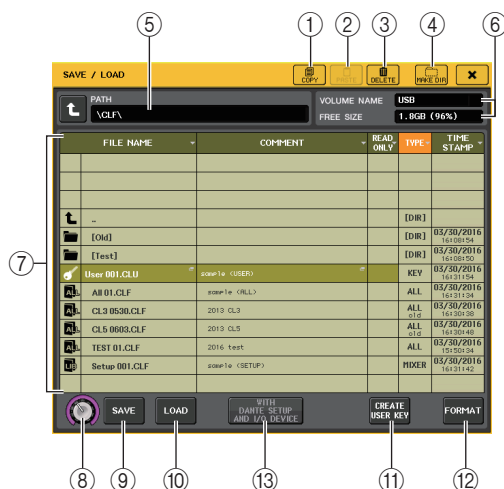 ⑤ ① ② ③ ④ ⑥
SAVE / LOAD
COPY PASTE DELETE MAKE DIR ×
PATH
\CLF\
VOLUME NAME USB
FREE SIZE 1.8GB (96%)
FILE NAME COMMENT READ ONLY TYPE TIME STAMP
.. [DIR]
[Old] [DIR] 03/30/2016 16:08:54
[Test] [DIR] 03/30/2016 16:08:50
User 001.CLU sample (USER) KEY 03/30/2016 16:31:54
ALL All 01.CLF sample (ALL) ALL 03/30/2016 16:31:34
ALL CL3 0530.CLF 2013 CL3 ALL old 03/30/2016 16:30:38
ALL CL5 0603.CLF 2013 CL5 ALL old 03/30/2016 16:30:48
ALL TEST 01.CLF 2016 test ALL 03/30/2016 15:50:34
LIB Setup 001.CLF sample (SETUP) MIXER 03/30/2016 16:31:42
⑦
SAVE LOAD WITH DANTE SETUP AND I/O DEVICE CREATE USER KEY FORMAT
⑧ ⑨ ⑩ ⑬ ⑪ ⑫